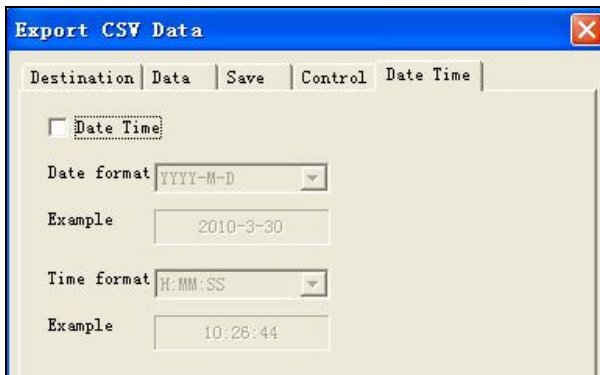 Export CSV Data
Destination Data Save Control Date Time
Date Time
Date format YYYY-M-D
Example 2010-3-30
Time format H:MM:SS
Example 10:26:44